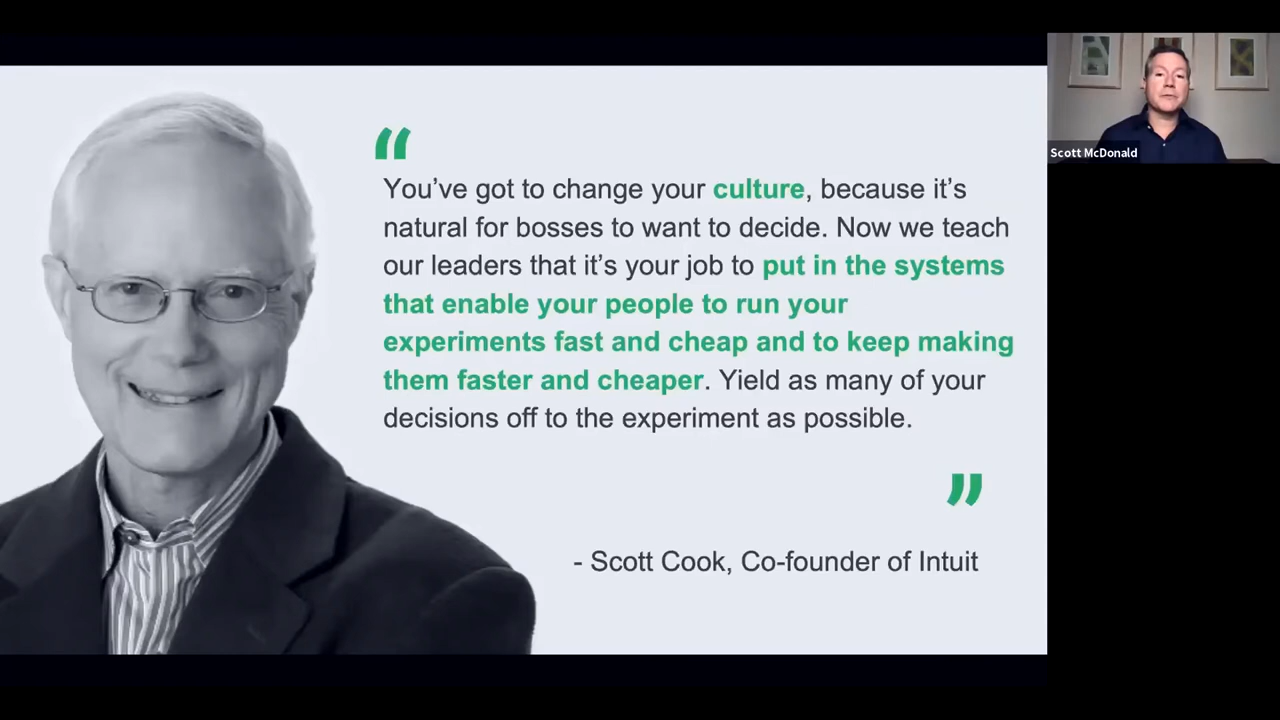 Scott McDonald
“
You’ve got to change your culture, because it’s
natural for bosses to want to decide. Now we teach
our leaders that it’s your job to put in the systems
that enable your people to run your
experiments fast and cheap and to keep making
them faster and cheaper. Yield as many of your
decisions off to the experiment as possible.
”
- Scott Cook, Co-founder of Intuit